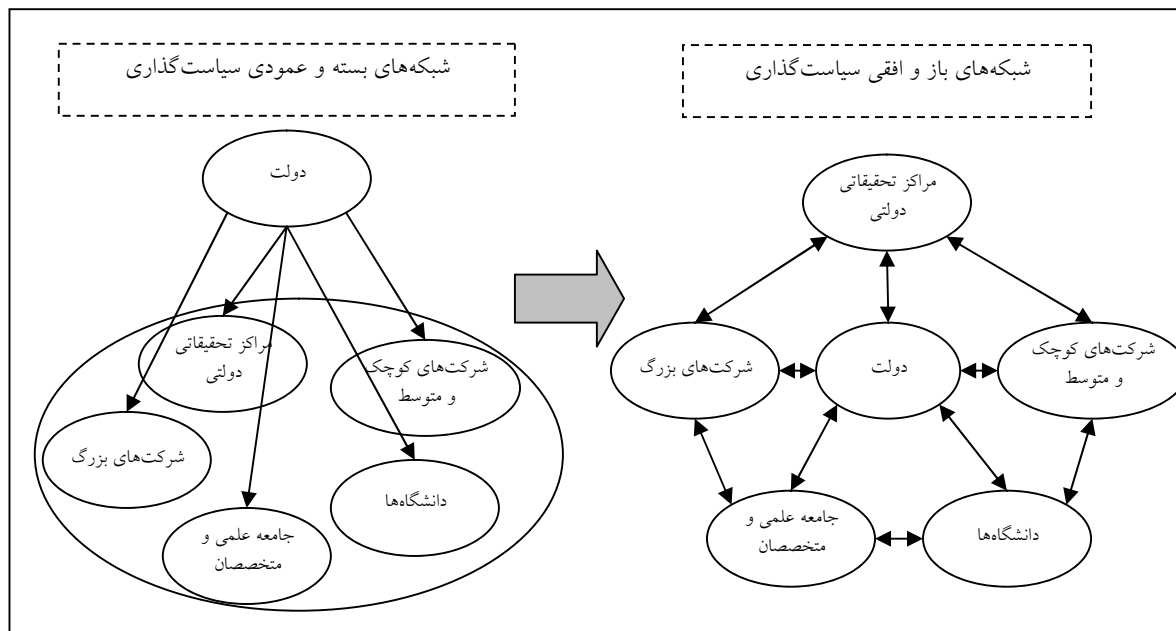 شبکه‌های باز و افقی سیاست‌گذاری
مراکز تحقیقاتی
دولتی
شرکت‌های کوچک
و متوسط
دولت
شرکت‌های بزرگ
دانشگاه‌ها
جامعه علمی و
متخصصان
شبکه‌های بسته و عمودی سیاست‌گذاری
دولت
مراکز تحقیقاتی
دولتی
شرکت‌های کوچک
و متوسط
شرکت‌های بزرگ
دانشگاه‌ها
جامعه علمی و
متخصصان